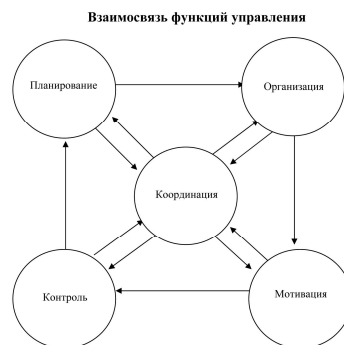 Взаимосвязь функций управления
Планирование
Организация
Координация
Контроль
Мотивация